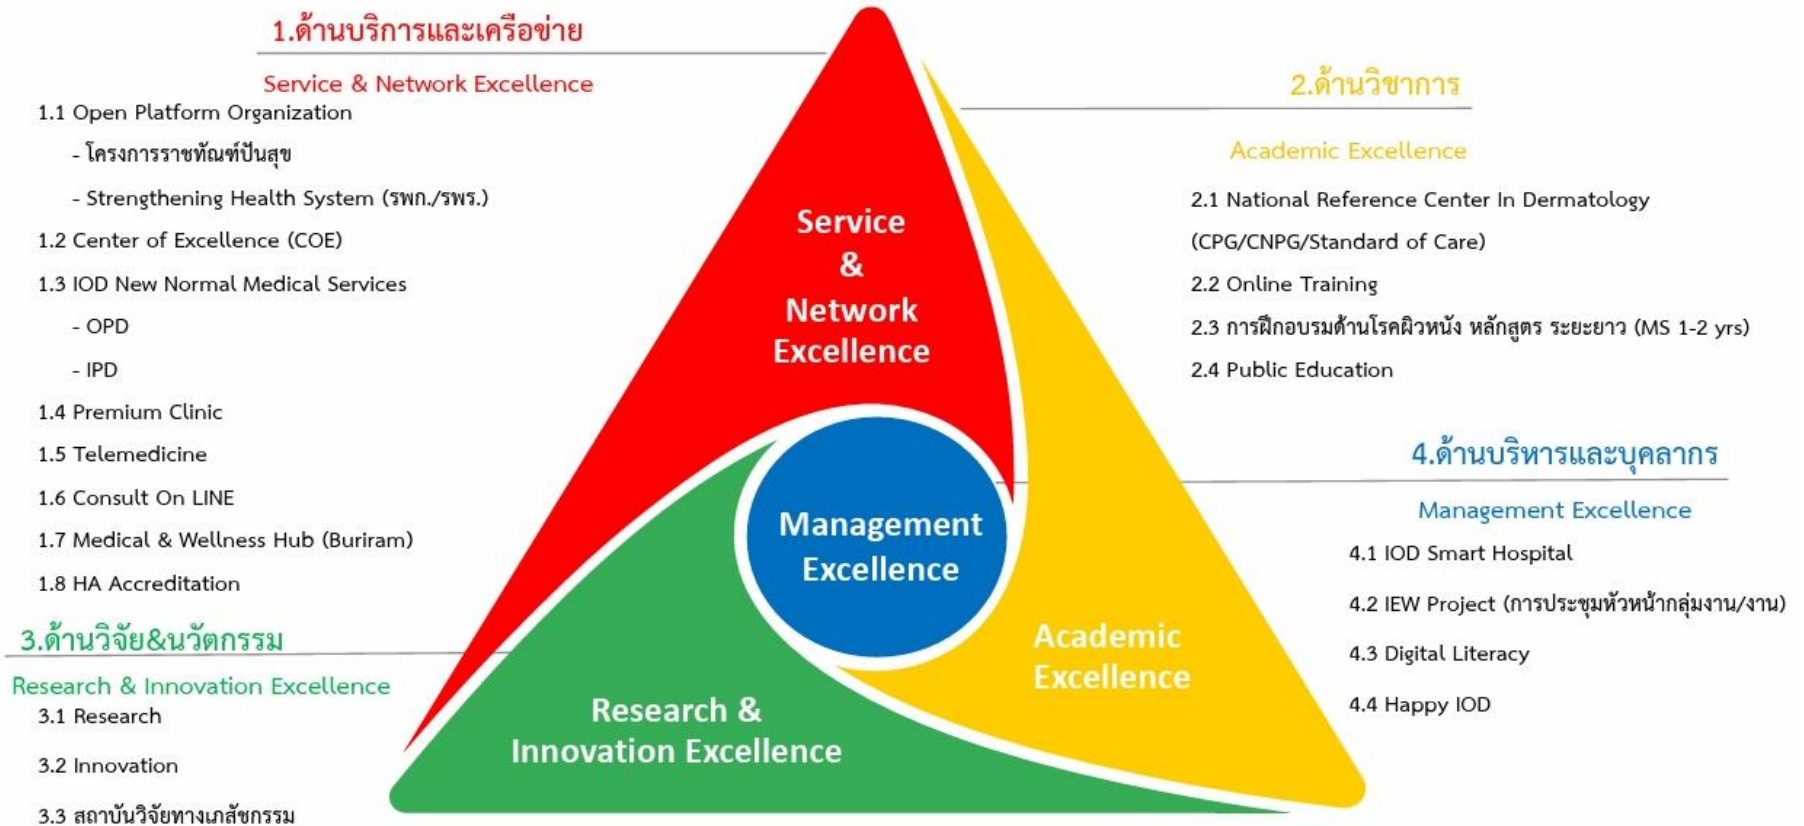 1.ด้านบริการและเครือข่าย
Service & Network Excellence
1.1 Open Platform Organization
- โครงการราชทัณฑ์ปันสุข
- Strengthening Health System (รพก./รพร.)
1.2 Center of Excellence (COE)
1.3 IOD New Normal Medical Services
- OPD
- IPD
1.4 Premium Clinic
1.5 Telemedicine
1.6 Consult On LINE
1.7 Medical & Wellness Hub (Buriram)
1.8 HA Accreditation
3.ด้านวิจัย&นวัตกรรม
Research & Innovation Excellence
3.1 Research
3.2 Innovation
3.3 สถาบันวิจัยทางเภสัชกรรม
Service
&
Network
Excellence
Management
Excellence
Academic
Excellence
Research &
Innovation Excellence
2.ด้านวิชาการ
Academic Excellence
2.1 National Reference Center In Dermatology
(CPG/CNPG/Standard of Care)
2.2 Online Training
2.3 การฝึกอบรมด้านโรคผิวหนัง หลักสูตร ระยะยาว (MS 1-2 yrs)
2.4 Public Education
4.ด้านบริหารและบุคลากร
Management Excellence
4.1 IOD Smart Hospital
4.2 IEW Project (การประชุมหัวหน้ากลุ่มงาน/งาน)
4.3 Digital Literacy
4.4 Happy IOD